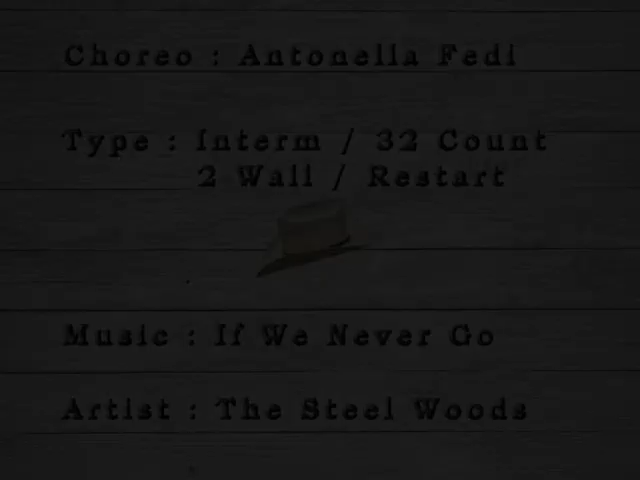 Choreo : Antonella Fedi
Type : Interm / 32 Count
2 Wall / Restart
Music : If We Never Go
Artist : The Steel Woods